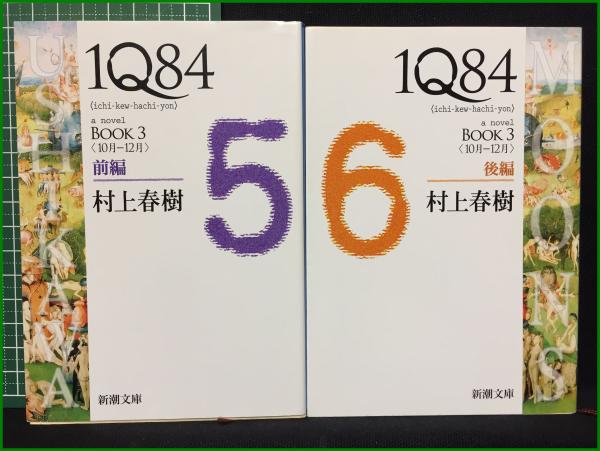 USHIKAWA
1Q84
⟨ichi-kew-hachi-yon⟩
a novel
BOOK 3
〈10月−12月〉
前編
5
村上春樹
新潮文庫
1Q84
⟨ichi-kew-hachi-yon⟩
a novel
BOOK 3
〈10月−12月〉
後編
6
村上春樹
新潮文庫
MOONS